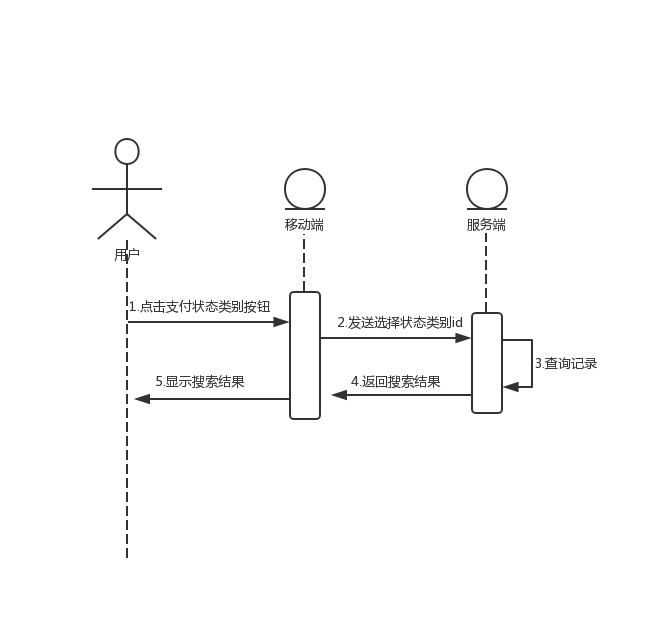 移动端
服务端
用户
1.点击支付状态类别按钮
2.发送选择状态类别id
3.查询记录
4.返回搜索结果
5.显示搜索结果